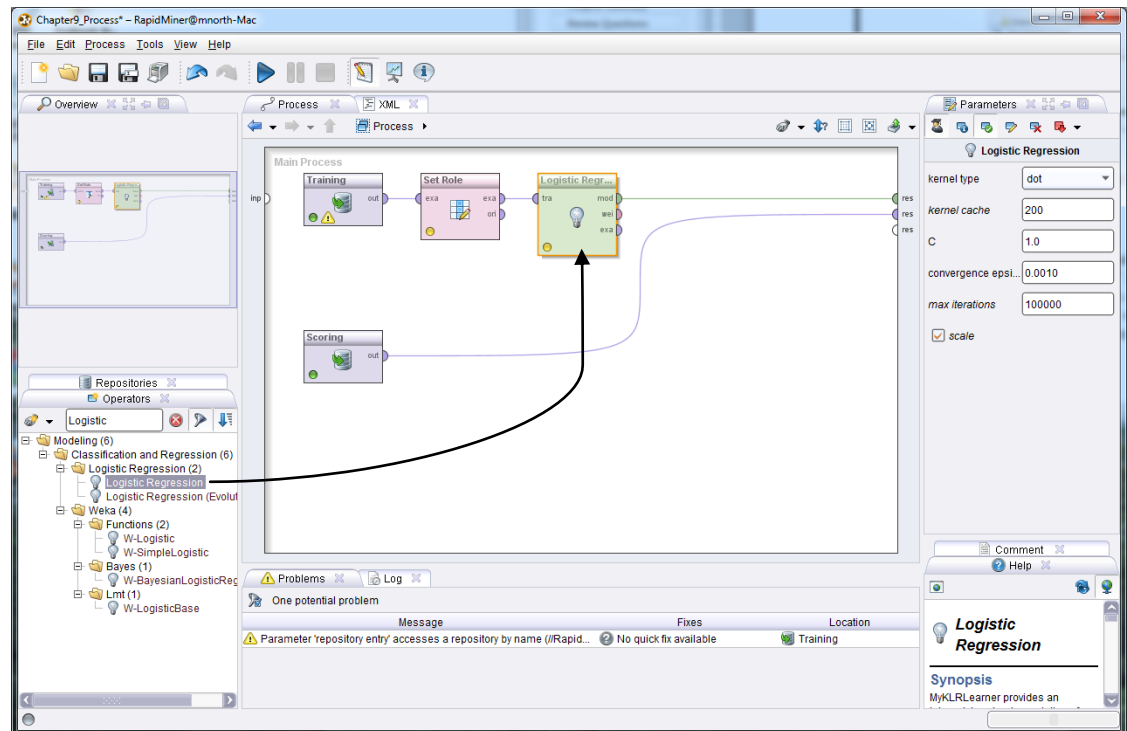 Chapter9_Process* – RapidMiner@mnorth-Mac
File Edit Process Tools View Help
Overview
Process XML
Parameters
Process
Logistic Regression
Main Process
Training
Set Role
Logistic Regr...
inp
out
exa exa
ori
tra mod
wei
exa
res
res
res
kernel type dot
kernel cache 200
C 1.0
convergence epsi... 0.0010
max iterations 100000
scale
Scoring
out
Repositories
Operators
Logistic
Modeling (6)
Classification and Regression (6)
Logistic Regression (2)
Logistic Regression
Logistic Regression (Evolut
Weka (4)
Functions (2)
W-Logistic
W-SimpleLogistic
Bayes (1)
W-BayesianLogisticReg
Lmt (1)
W-LogisticBase
Problems Log
One potential problem
Message Fixes Location
Parameter 'repository entry' accesses a repository by name (//Rapid... No quick fix available Training
Comment
Help
Logistic
Regression
Synopsis
MyKLRLearner provides an